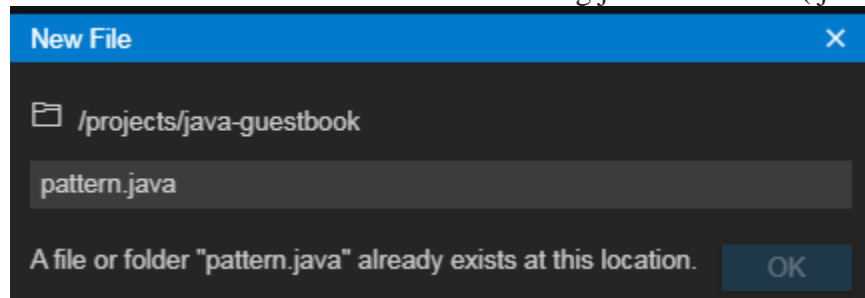 New File
/projects/java-guestbook
pattern.java
A file or folder "pattern.java" already exists at this location.
OK